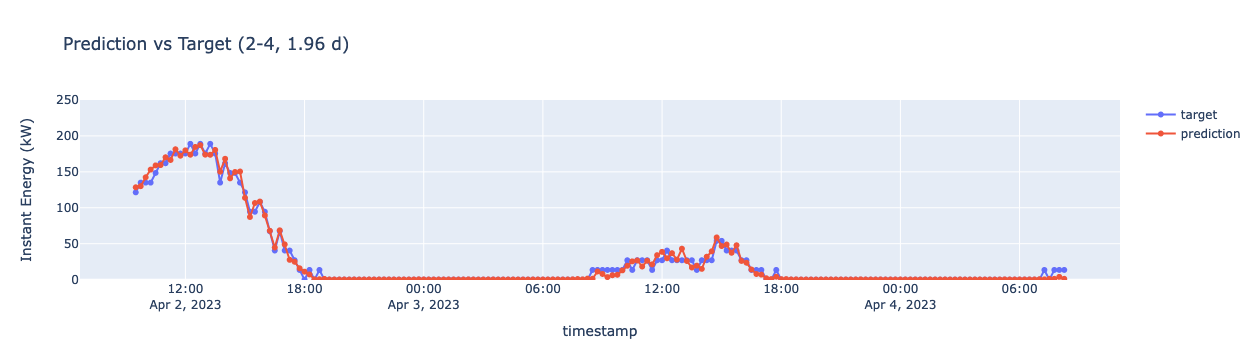 Prediction vs Target (2-4, 1.96 d)
250
200
150
100
50
0
Instant Energy (kW)
12:00
Apr 2, 2023
18:00
00:00
Apr 3, 2023
06:00
12:00
18:00
00:00
Apr 4, 2023
06:00
timestamp
target
prediction